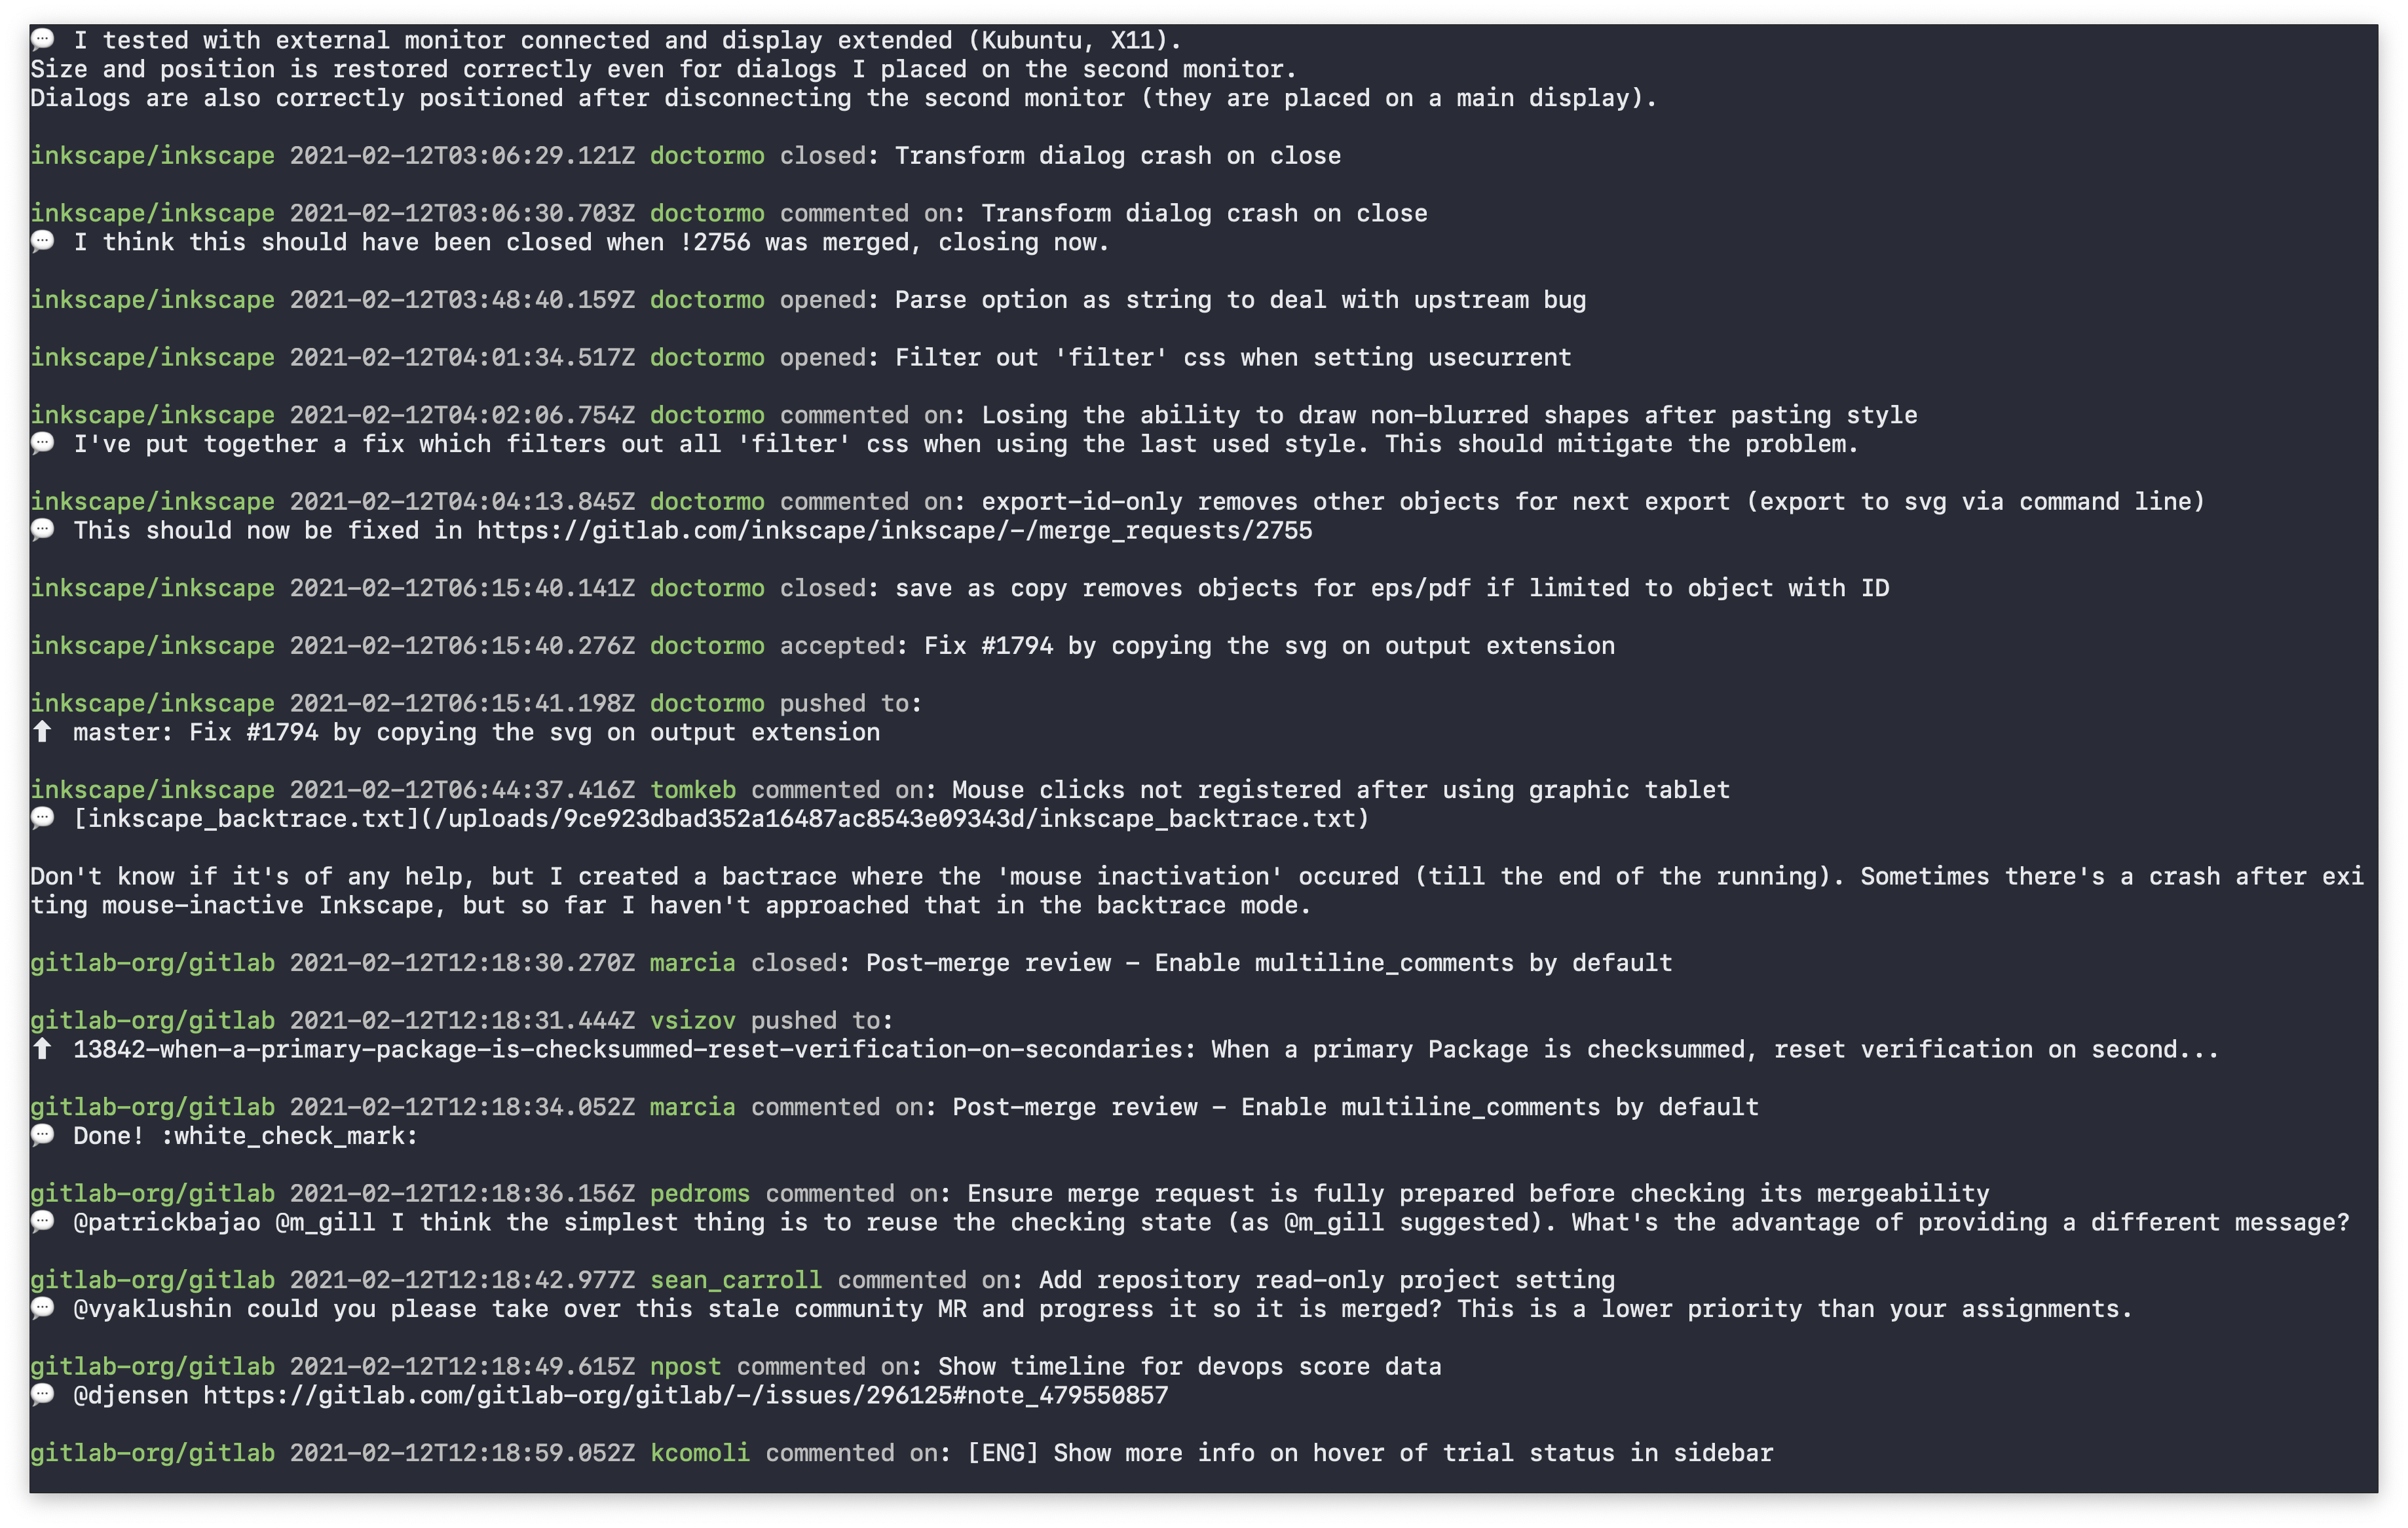 💬 I tested with external monitor connected and display extended (Kubuntu, X11).
Size and position is restored correctly even for dialogs I placed on the second monitor.
Dialogs are also correctly positioned after disconnecting the second monitor (they are placed on a main display).
inkscape/inkscape 2021-02-12T03:06:29.121Z doctormo closed: Transform dialog crash on close
inkscape/inkscape 2021-02-12T03:06:30.703Z doctormo commented on: Transform dialog crash on close
💬 I think this should have been closed when !2756 was merged, closing now.
inkscape/inkscape 2021-02-12T03:48:40.159Z doctormo opened: Parse option as string to deal with upstream bug
inkscape/inkscape 2021-02-12T04:01:34.517Z doctormo opened: Filter out 'filter' css when setting usecurrent
inkscape/inkscape 2021-02-12T04:02:06.754Z doctormo commented on: Losing the ability to draw non-blurred shapes after pasting style
💬 I've put together a fix which filters out all 'filter' css when using the last used style. This should mitigate the problem.
inkscape/inkscape 2021-02-12T04:04:13.845Z doctormo commented on: export-id-only removes other objects for next export (export to svg via command line)
💬 This should now be fixed in https://gitlab.com/inkscape/inkscape/-/merge_requests/2755
inkscape/inkscape 2021-02-12T06:15:40.141Z doctormo closed: save as copy removes objects for eps/pdf if limited to object with ID
inkscape/inkscape 2021-02-12T06:15:40.276Z doctormo accepted: Fix #1794 by copying the svg on output extension
inkscape/inkscape 2021-02-12T06:15:41.198Z doctormo pushed to:
⬆ master: Fix #1794 by copying the svg on output extension
inkscape/inkscape 2021-02-12T06:44:37.416Z tomkeb commented on: Mouse clicks not registered after using graphic tablet
💬 [inkscape_backtrace.txt](/uploads/9ce923dbad352a16487ac8543e09343d/inkscape_backtrace.txt)
Don't know if it's of any help, but I created a bactrace where the 'mouse inactivation' occured (till the end of the running). Sometimes there's a crash after exi
ting mouse-inactive Inkscape, but so far I haven't approached that in the backtrace mode.
gitlab-org/gitlab 2021-02-12T12:18:30.270Z marcia closed: Post-merge review - Enable multiline_comments by default
gitlab-org/gitlab 2021-02-12T12:18:31.444Z vsizov pushed to:
⬆ 13842-when-a-primary-package-is-checksummed-reset-verification-on-secondaries: When a primary Package is checksummed, reset verification on second...
gitlab-org/gitlab 2021-02-12T12:18:34.052Z marcia commented on: Post-merge review - Enable multiline_comments by default
💬 Done! :white_check_mark:
gitlab-org/gitlab 2021-02-12T12:18:36.156Z pedroms commented on: Ensure merge request is fully prepared before checking its mergeability
💬 @patrickbajao @m_gill I think the simplest thing is to reuse the checking state (as @m_gill suggested). What's the advantage of providing a different message?
gitlab-org/gitlab 2021-02-12T12:18:42.977Z sean_carroll commented on: Add repository read-only project setting
💬 @vyaklushin could you please take over this stale community MR and progress it so it is merged? This is a lower priority than your assignments.
gitlab-org/gitlab 2021-02-12T12:18:49.615Z npost commented on: Show timeline for devops score data
💬 @djensen https://gitlab.com/gitlab-org/gitlab/-/issues/296125#note_479550857
gitlab-org/gitlab 2021-02-12T12:18:59.052Z kcomoli commented on: [ENG] Show more info on hover of trial status in sidebar